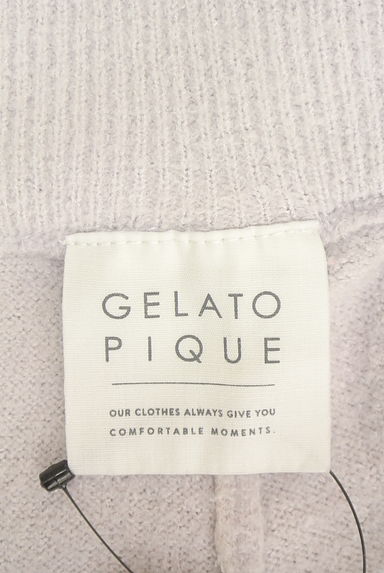 GELATO
PIQUE
OUR CLOTHES ALWAYS GIVE YOU
COMFORTABLE MOMENTS.